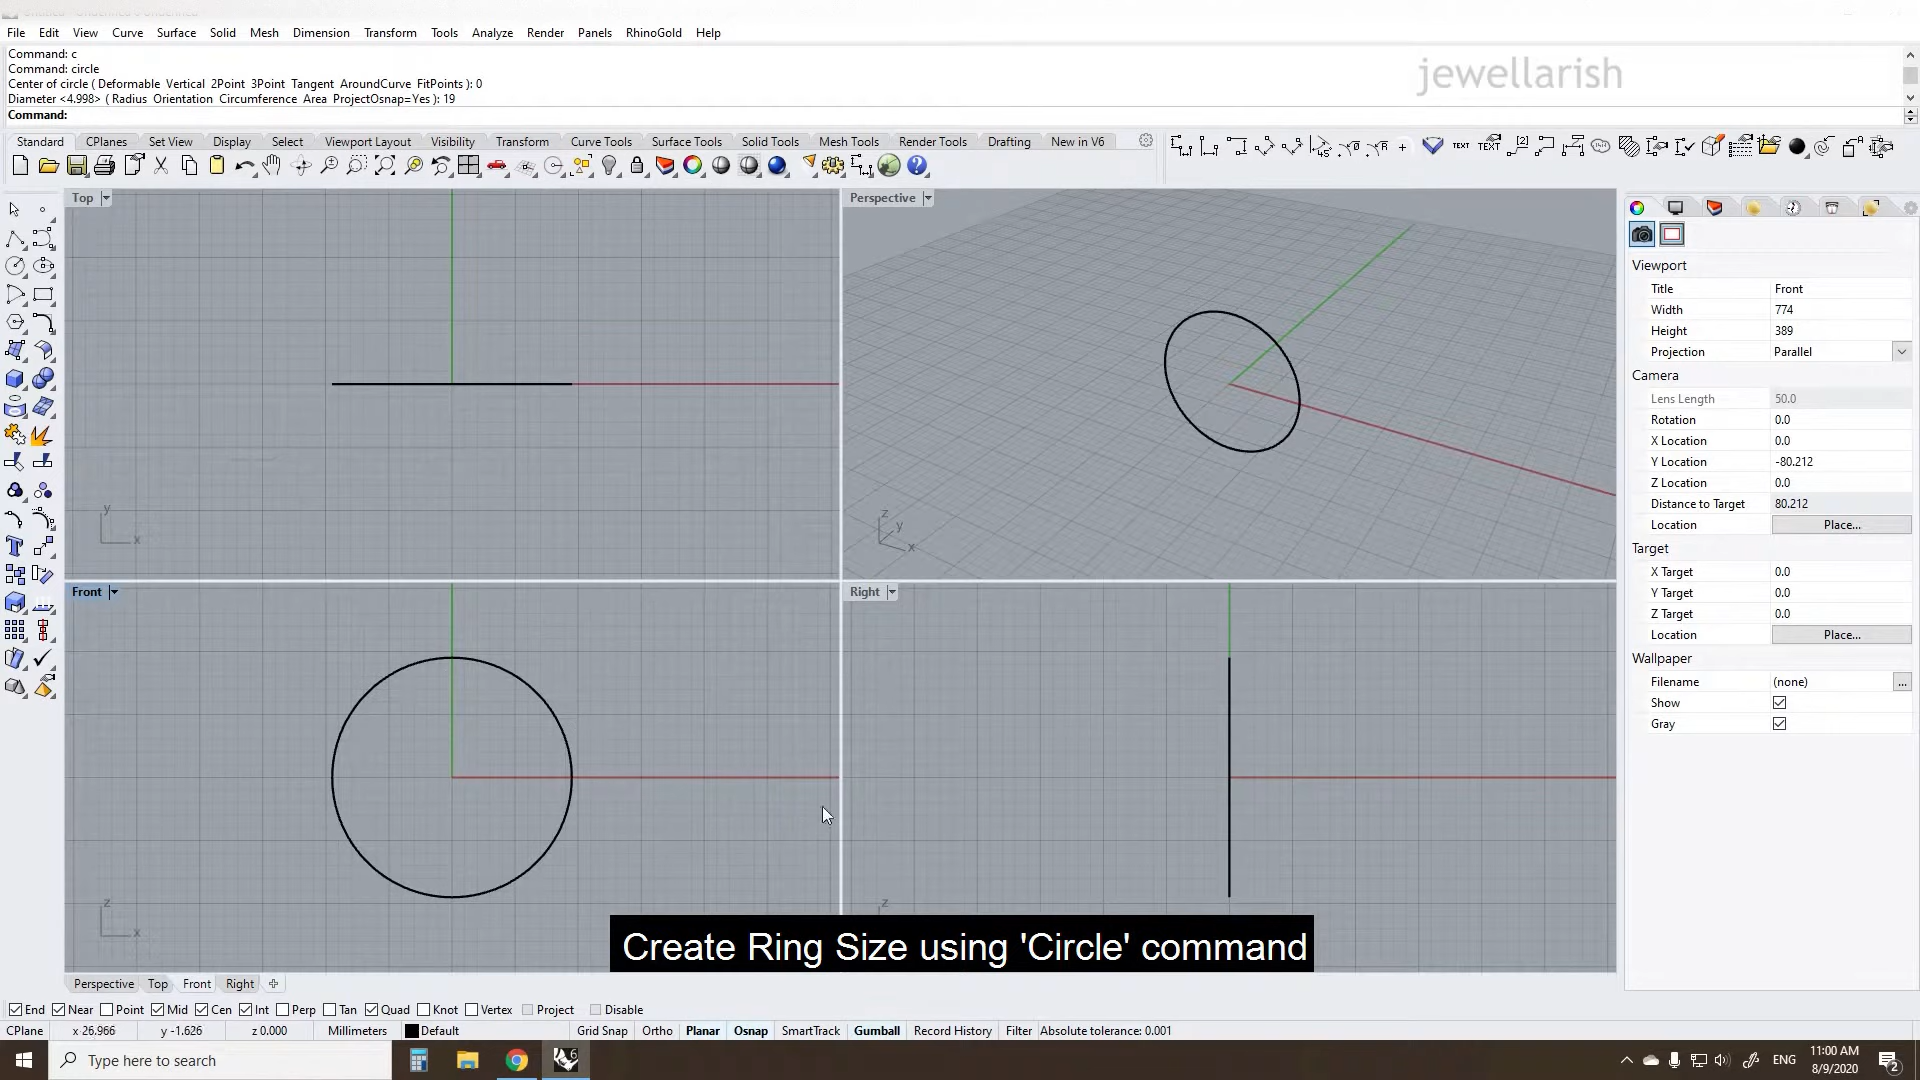 File Edit View Curve Surface Solid Mesh Dimension Transform Tools Analyze Render Panels RhinoGold Help
Command: c
Command: circle
Center of circle ( Deformable Vertical 2Point 3Point Tangent AroundCurve FitPoints ): 0
Diameter <4.998> ( Radius Orientation Circumference Area ProjectOsnap=Yes ): 19
Command:
jewellarish
Standard CPlanes Set View Display Select Viewport Layout Visibility Transform Curve Tools Surface Tools Solid Tools Mesh Tools Render Tools Drafting New in V6
TEXT TEXT
Top
Perspective
y
x
z
y
x
Front
Right
z
x
z
Viewport
Title Front
Width 774
Height 389
Projection Parallel
Camera
Lens Length 50.0
Rotation 0.0
X Location 0.0
Y Location -80.212
Z Location 0.0
Distance to Target 80.212
Location Place...
Target
X Target 0.0
Y Target 0.0
Z Target 0.0
Location Place...
Wallpaper
Filename (none) ...
Show
Gray
Create Ring Size using 'Circle' command
Perspective Top Front Right
End Near Point Mid Cen Int Perp Tan Quad Knot Vertex Project Disable
CPlane x 26.966 y -1.626 z 0.000 Millimeters Default Grid Snap Ortho Planar Osnap SmartTrack Gumball Record History Filter Absolute tolerance: 0.001
Type here to search
6
ENG
11:00 AM
8/9/2020
2